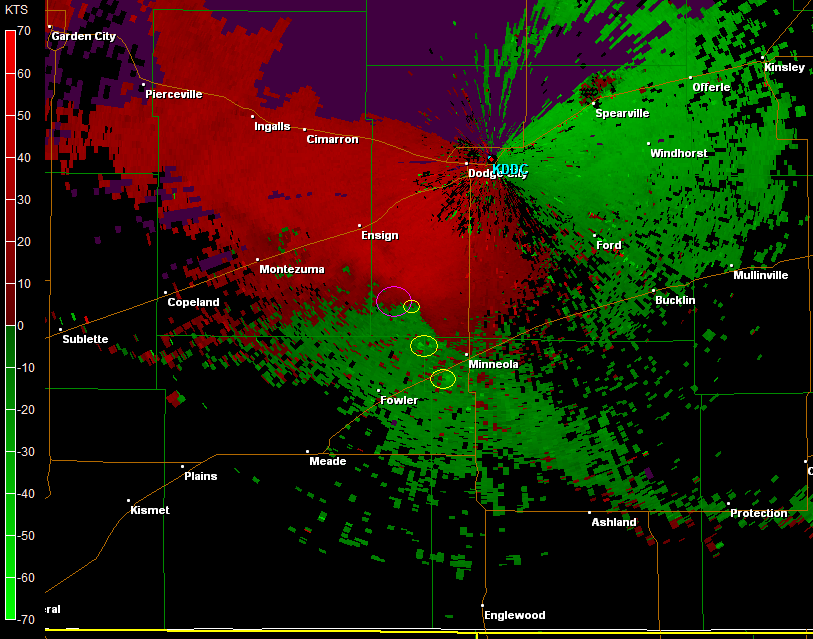 KTS
70
60
50
40
30
20
10
0
-10
-20
-30
-40
-50
-60
-70
Garden City
Pierceville
Ingalls
Cimarron
Kinsley
Offerle
Spearville
Windhorst
KDDC
Dodge City
Ensign
Ford
Montezuma
Mullinville
Copeland
Bucklin
Sublette
Minneola
Fowler
Meade
Plains
C
Kismet
Protection
Ashland
ral
Englewood